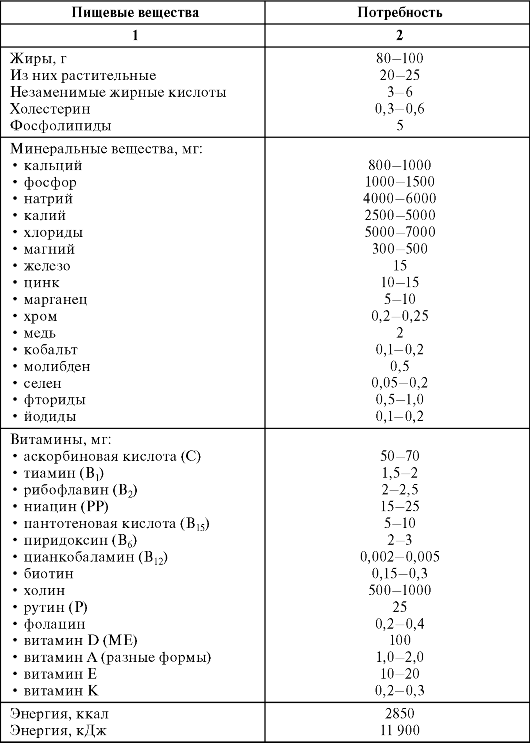 Пищевые вещества Потребность
1 2
Жиры, г 80—100
Из них растительные 20—25
Незаменимые жирные кислоты 3—6
Холестерин 0,3—0,6
Фосфолипиды 5
Минеральные вещества, мг:
• кальций 800—1000
• фосфор 1000—1500
• натрий 4000—6000
• калий 2500—5000
• хлориды 5000—7000
• магний 300—500
• железо 15
• цинк 10—15
• марганец 5—10
• хром 0,2—0,25
• медь 2
• кобальт 0,1—0,2
• молибден 0,5
• селен 0,05—0,2
• фториды 0,5—1,0
• йодиды 0,1—0,2
Витамины, мг:
• аскорбиновая кислота (С) 50—70
• тиамин (B₁) 1,5—2
• рибофлавин (B₂) 2—2,5
• ниацин (РР) 15—25
• пантотеновая кислота (B₁₅) 5—10
• пиридоксин (B₆) 2—3
• цианкобаламин (B₁₂) 0,002—0,005
• биотин 0,15—0,3
• холин 500—1000
• рутин (Р) 25
• фолацин 0,2—0,4
• витамин D (МЕ) 100
• витамин А (разные формы) 1,0—2,0
• витамин Е 10—20
• витамин К 0,2—0,3
Энергия, ккал 2850
Энергия, кДж 11 900